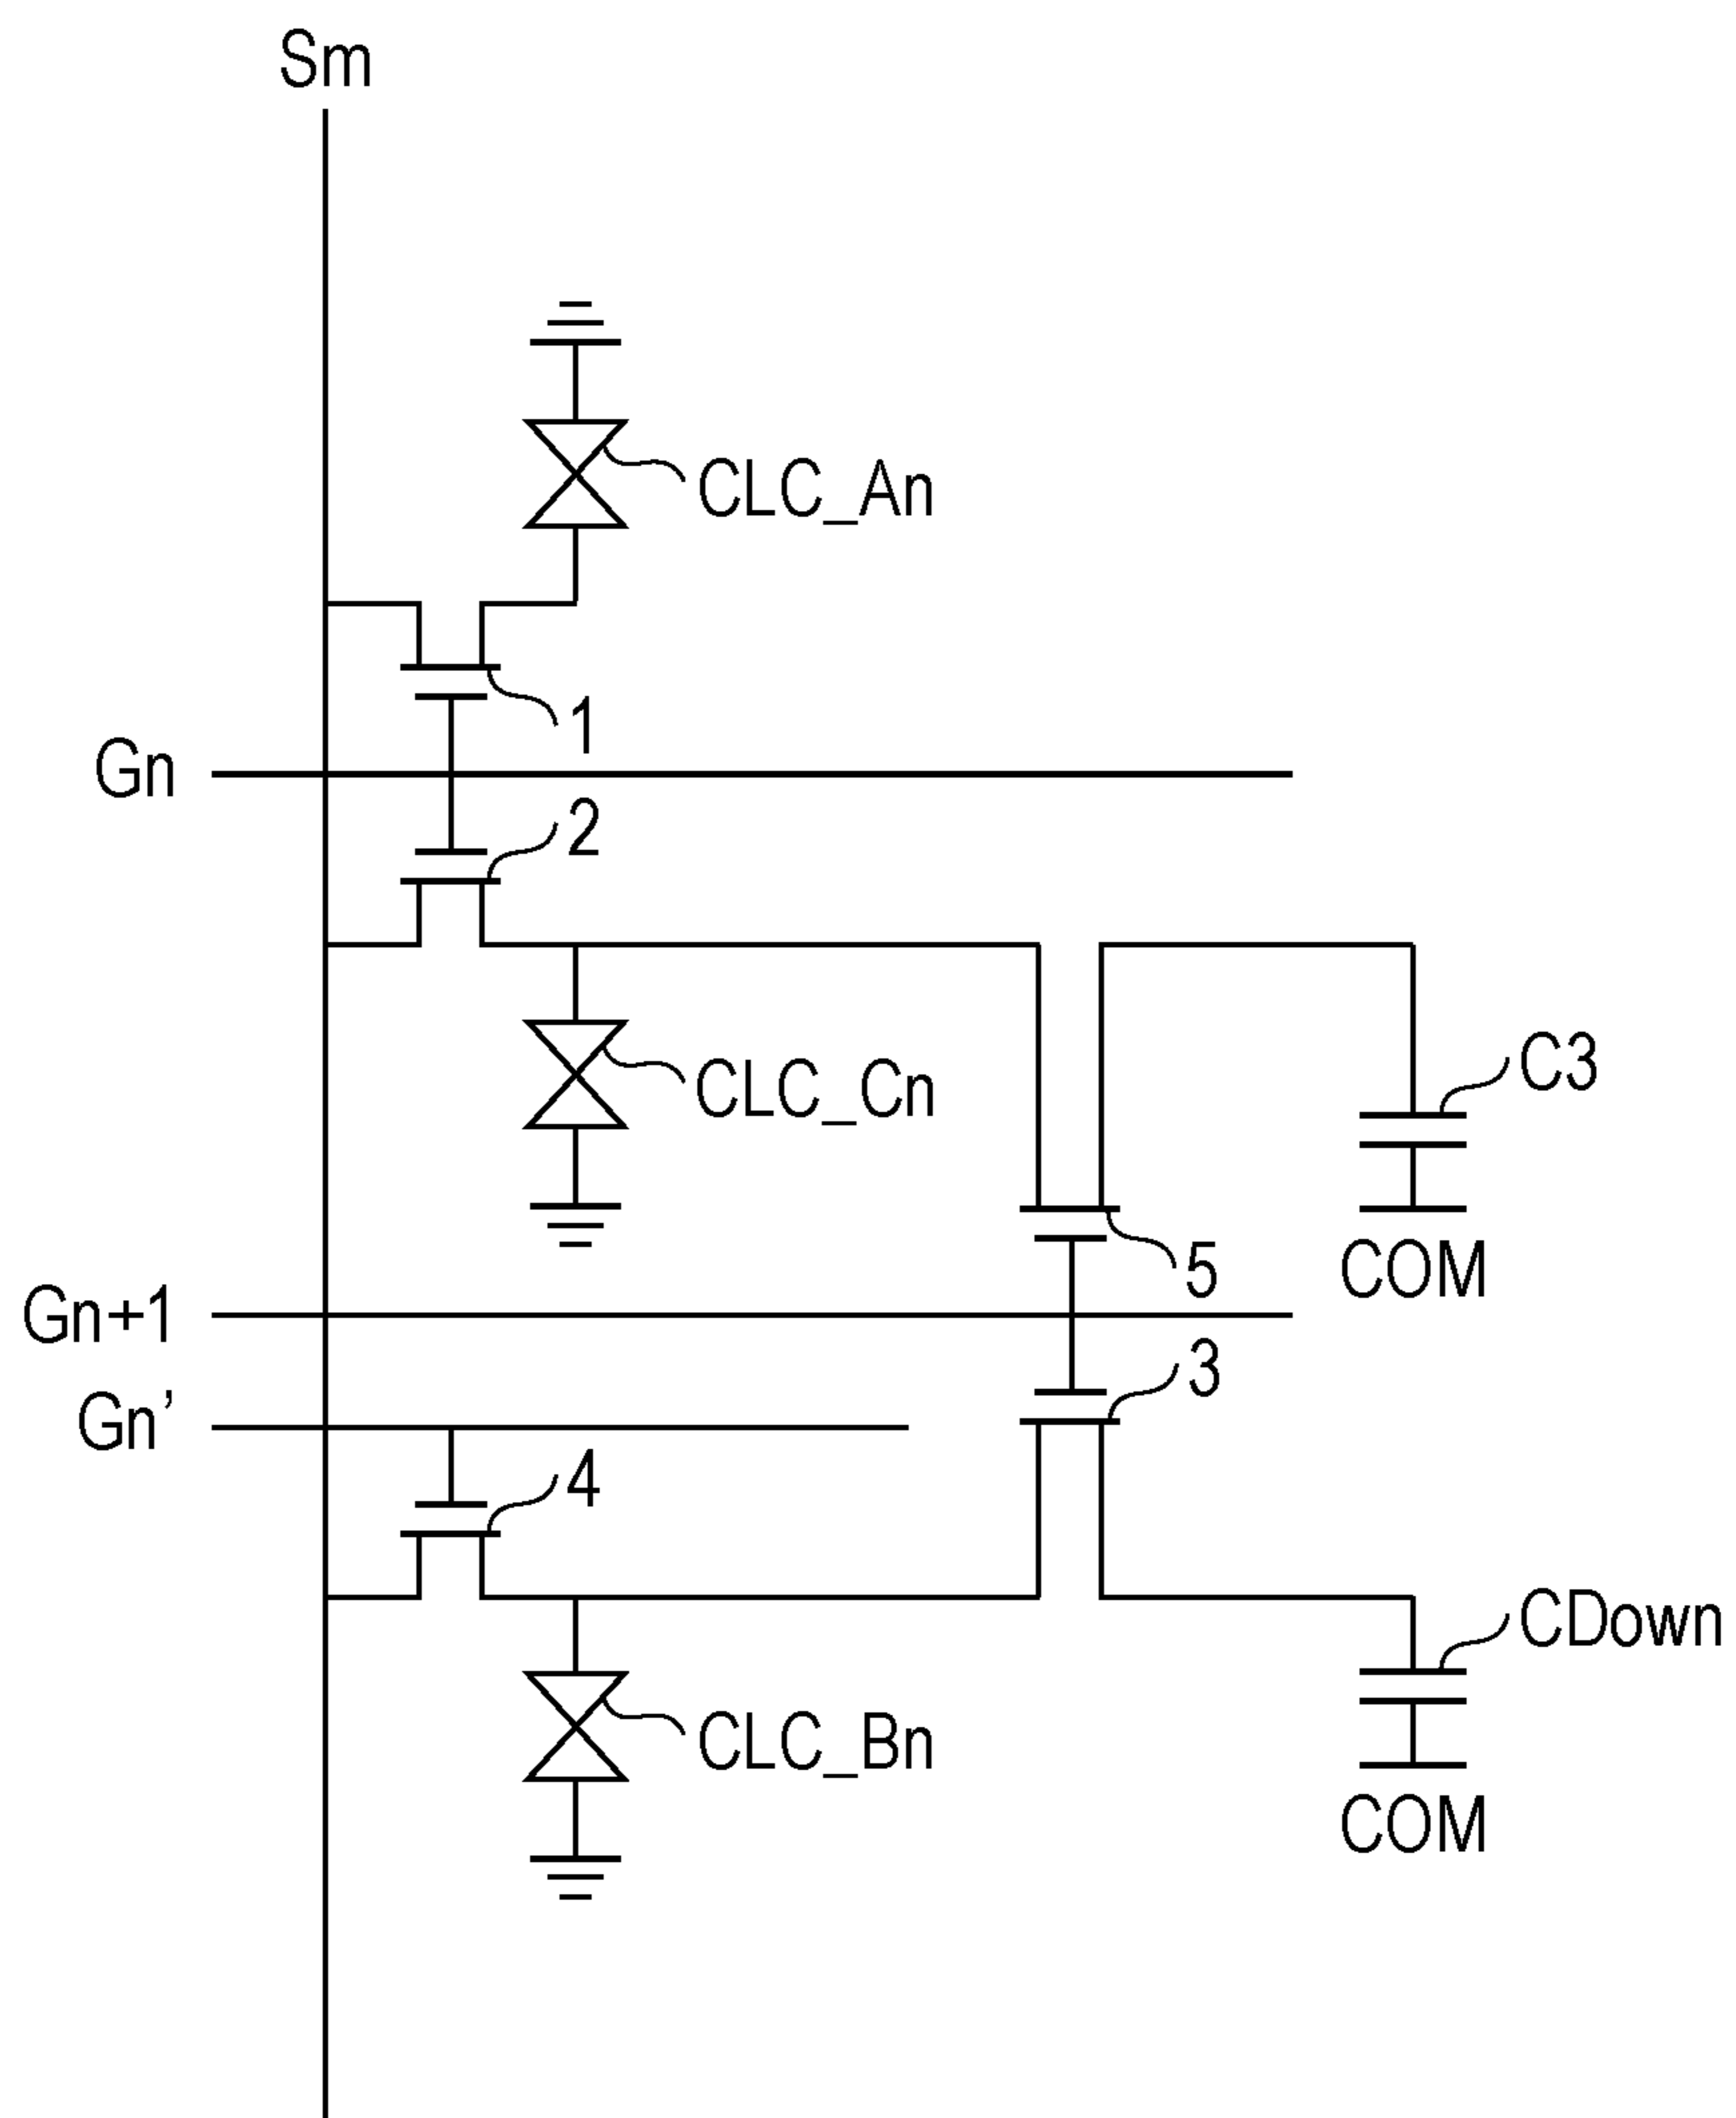 Sm
CLC_An
1
Gn
2
C3
CLC_Cn
5
COM
Gn+1
3
Gn’
4
CDown
CLC_Bn
COM